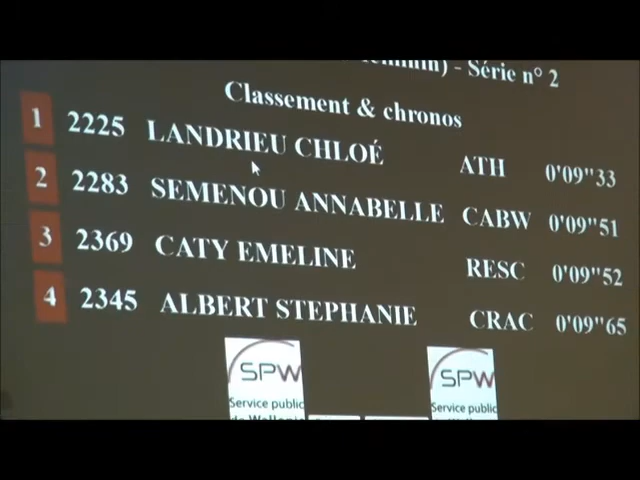 ) - Série n° 2
Classement & chronos
1 2225 LANDRIEU CHLOÉ ATH 0'09"33
2 2283 SEMENOU ANNABELLE CABW 0'09"51
3 2369 CATY EMELINE RESC 0'09"52
4 2345 ALBERT STEPHANIE CRAC 0'09"65
SPW SPW
Service public Service public